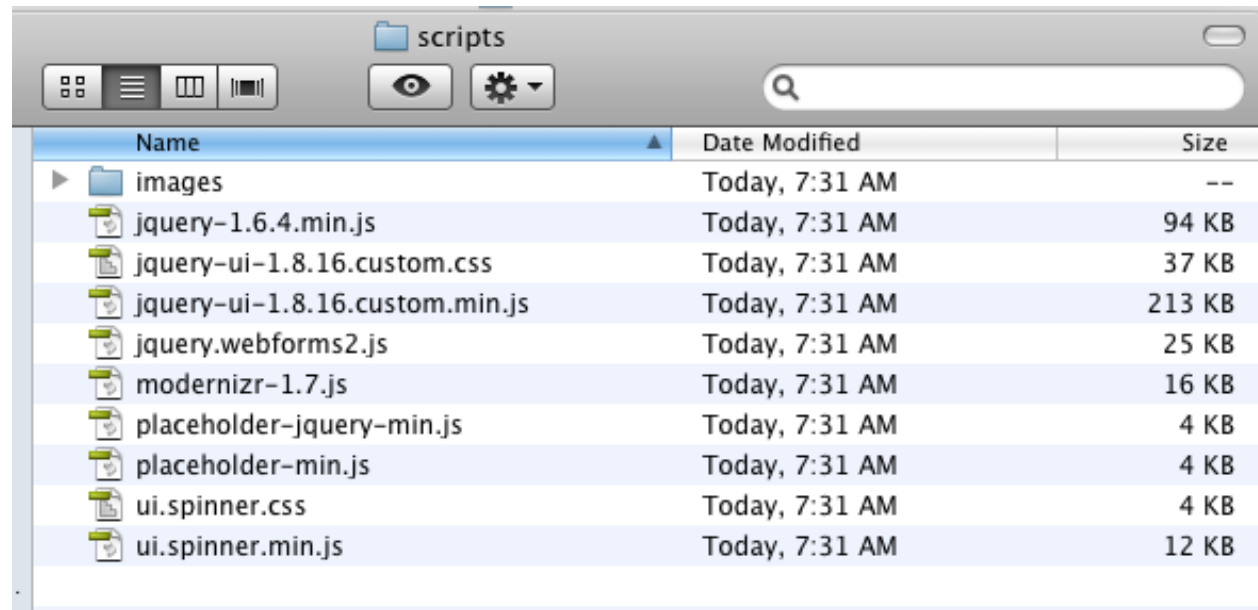 scripts
Name Date Modified Size
images Today, 7:31 AM --
jquery-1.6.4.min.js Today, 7:31 AM 94 KB
jquery-ui-1.8.16.custom.css Today, 7:31 AM 37 KB
jquery-ui-1.8.16.custom.min.js Today, 7:31 AM 213 KB
jquery.webforms2.js Today, 7:31 AM 25 KB
modernizr-1.7.js Today, 7:31 AM 16 KB
placeholder-jquery-min.js Today, 7:31 AM 4 KB
placeholder-min.js Today, 7:31 AM 4 KB
ui.spinner.css Today, 7:31 AM 4 KB
ui.spinner.min.js Today, 7:31 AM 12 KB